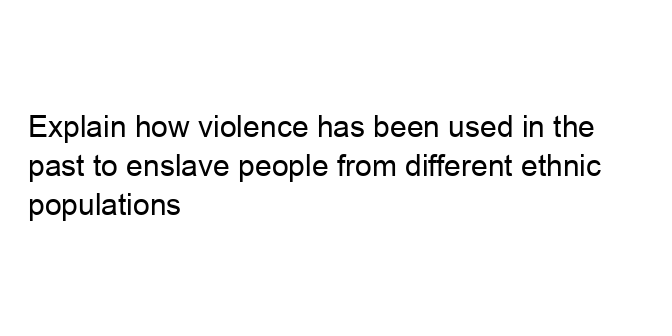 Explain how violence has been used in the
past to enslave people from different ethnic
populations